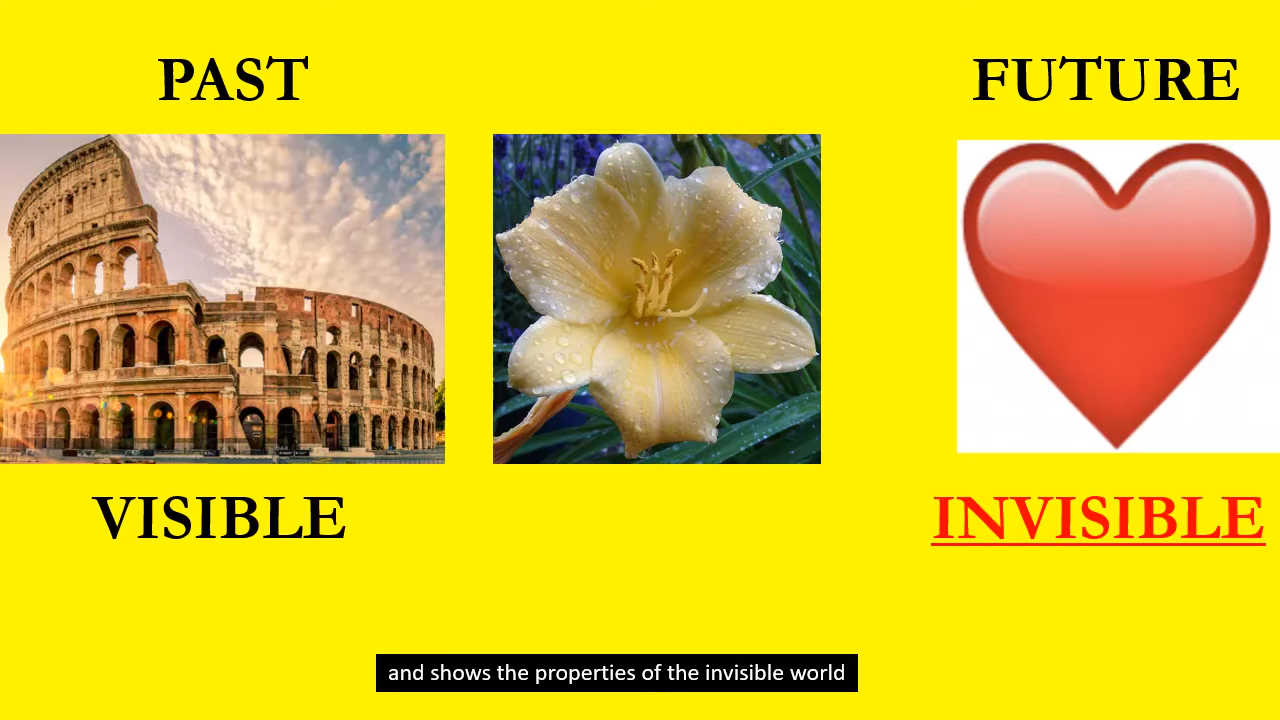 PAST
FUTURE
VISIBLE
INVISIBLE
and shows the properties of the invisible world